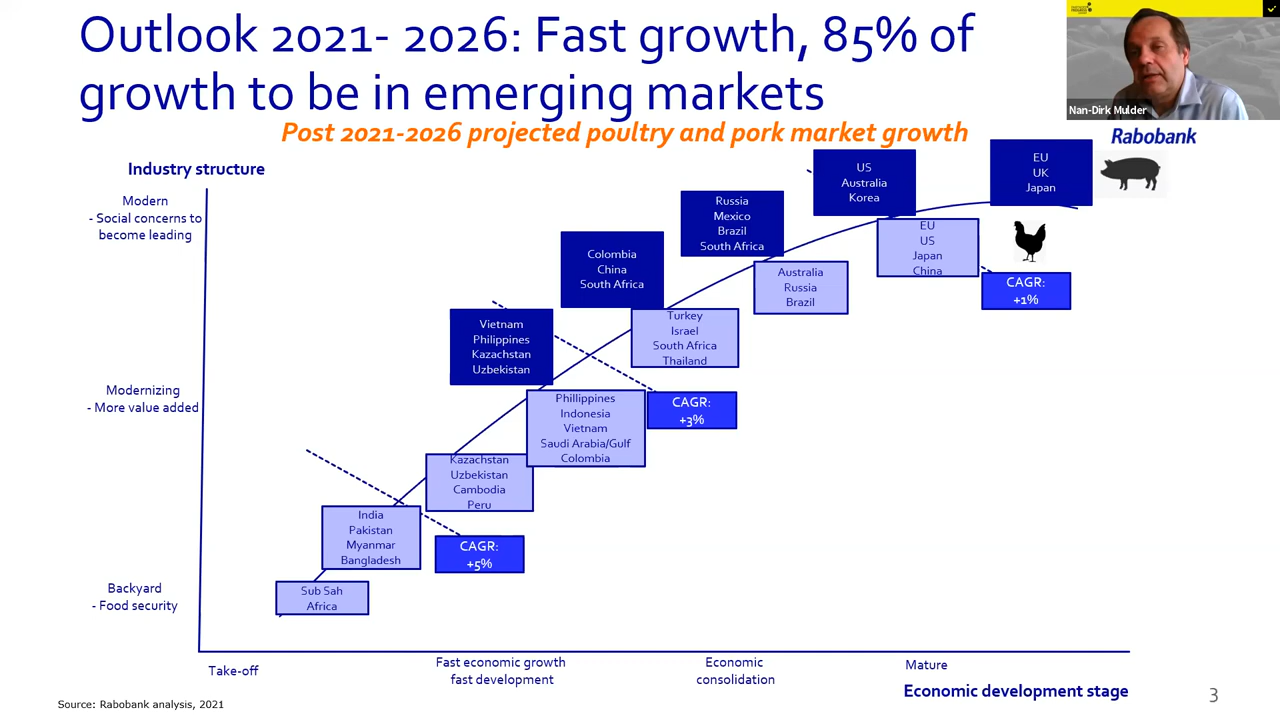 Outlook 2021- 2026: Fast growth, 85% of
growth to be in emerging markets
Post 2021-2026 projected poultry and pork market growth
Nan-Dirk Mulder
Rabobank
Industry structure
Modern
- Social concerns to
become leading
Modernizing
- More value added
Backyard
- Food security
EU
UK
Japan
US
Australia
Korea
Russia
Mexico
Brazil
South Africa
Colombia
China
South Africa
Vietnam
Philippines
Kazachstan
Uzbekistan
EU
US
Japan
China
CAGR:
+1%
Australia
Russia
Brazil
Turkey
Israel
South Africa
Thailand
CAGR:
+3%
Phillippines
Indonesia
Vietnam
Saudi Arabia/Gulf
Colombia
Kazachstan
Uzbekistan
Cambodia
Peru
India
Pakistan
Myanmar
Bangladesh
CAGR:
+5%
Sub Sah
Africa
Take-off
Fast economic growth
fast development
Economic
consolidation
Mature
Economic development stage
Source: Rabobank analysis, 2021
3